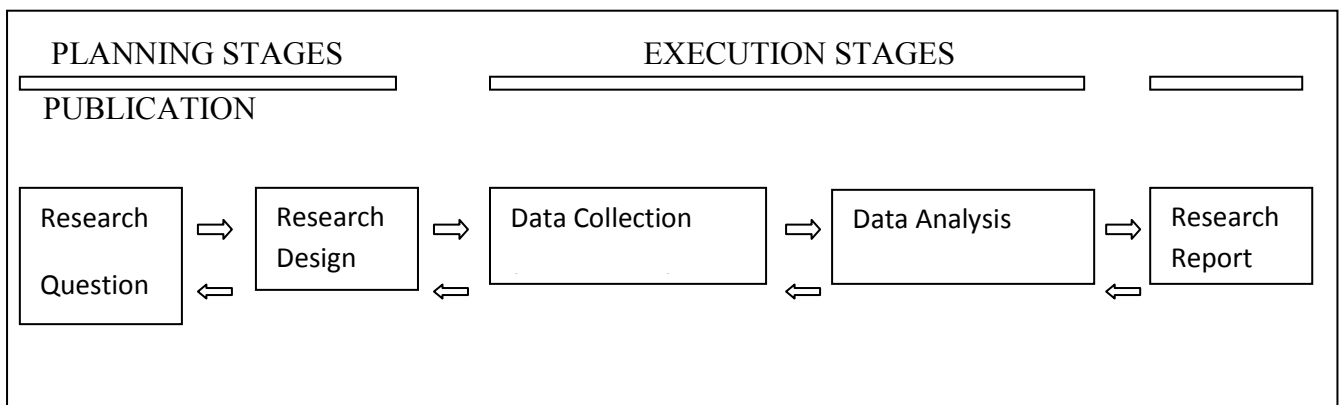 PLANNING STAGES
EXECUTION STAGES
PUBLICATION
Research
Question
Research
Design
Data Collection
Data Analysis
Research
Report